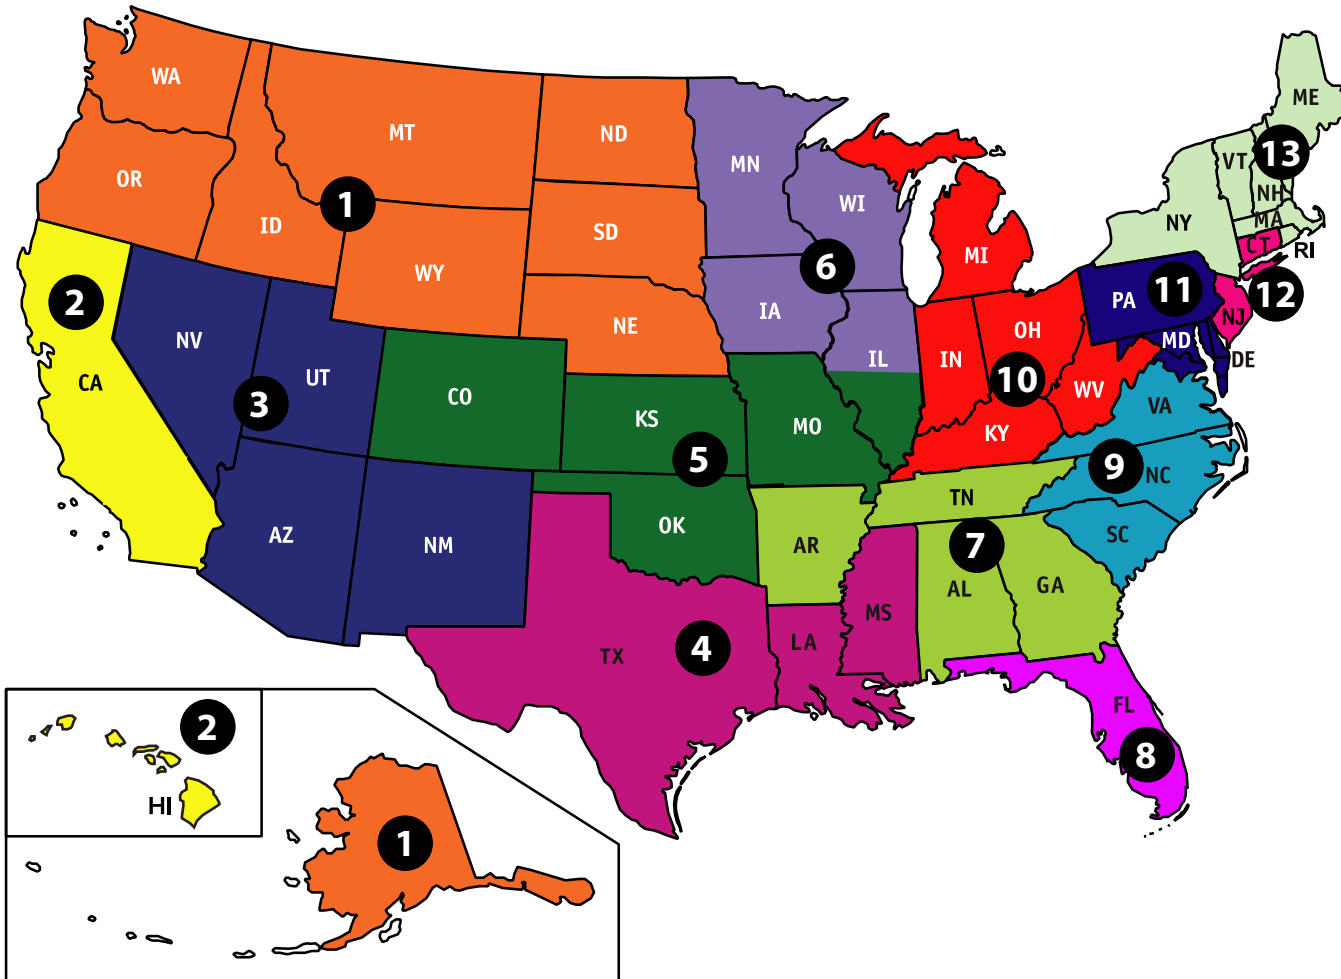 WA
MT
ND
MN
ME
OR
ID
1
WY
SD
WI
6
MI
NY
VT
13
NH
MA
CT
RI
2
CA
NV
UT
3
CO
NE
IA
IL
IN
OH
10
PA
11
12
NJ
MD
DE
WV
VA
KS
5
MO
KY
9
NC
AZ
NM
OK
AR
TN
7
SC
TX
4
LA
MS
AL
GA
FL
8
2
HI
1